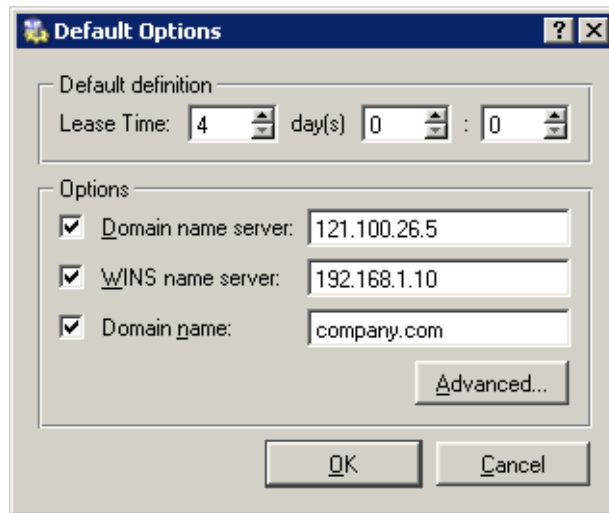 Default Options
Default definition
Lease Time: 4 day(s) 0 : 0
Options
Domain name server: 121.100.26.5
WINS name server: 192.168.1.10
Domain name: company.com
Advanced...
OK Cancel